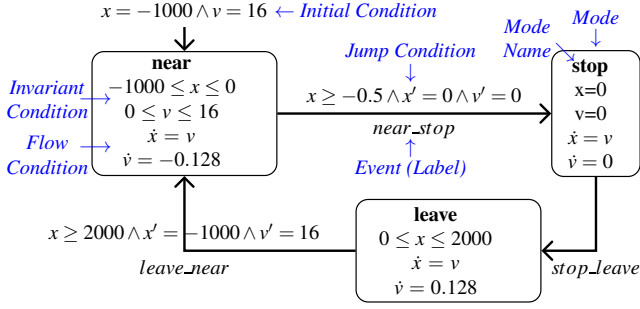 x = −1000 ∧ v = 16 ← Initial Condition
Mode
Mode
Name
near
Jump Condition
stop
Invariant
Condition
−1000 ≤ x ≤ 0
0 ≤ v ≤ 16
ẋ = v
v̇ = −0.128
Flow
Condition
x ≥ −0.5 ∧ x′ = 0 ∧ v′ = 0
near_stop
Event (Label)
x=0
v=0
ẋ = v
v̇ = 0
leave
0 ≤ x ≤ 2000
ẋ = v
v̇ = 0.128
x ≥ 2000 ∧ x′ = −1000 ∧ v′ = 16
leave_near
stop_leave